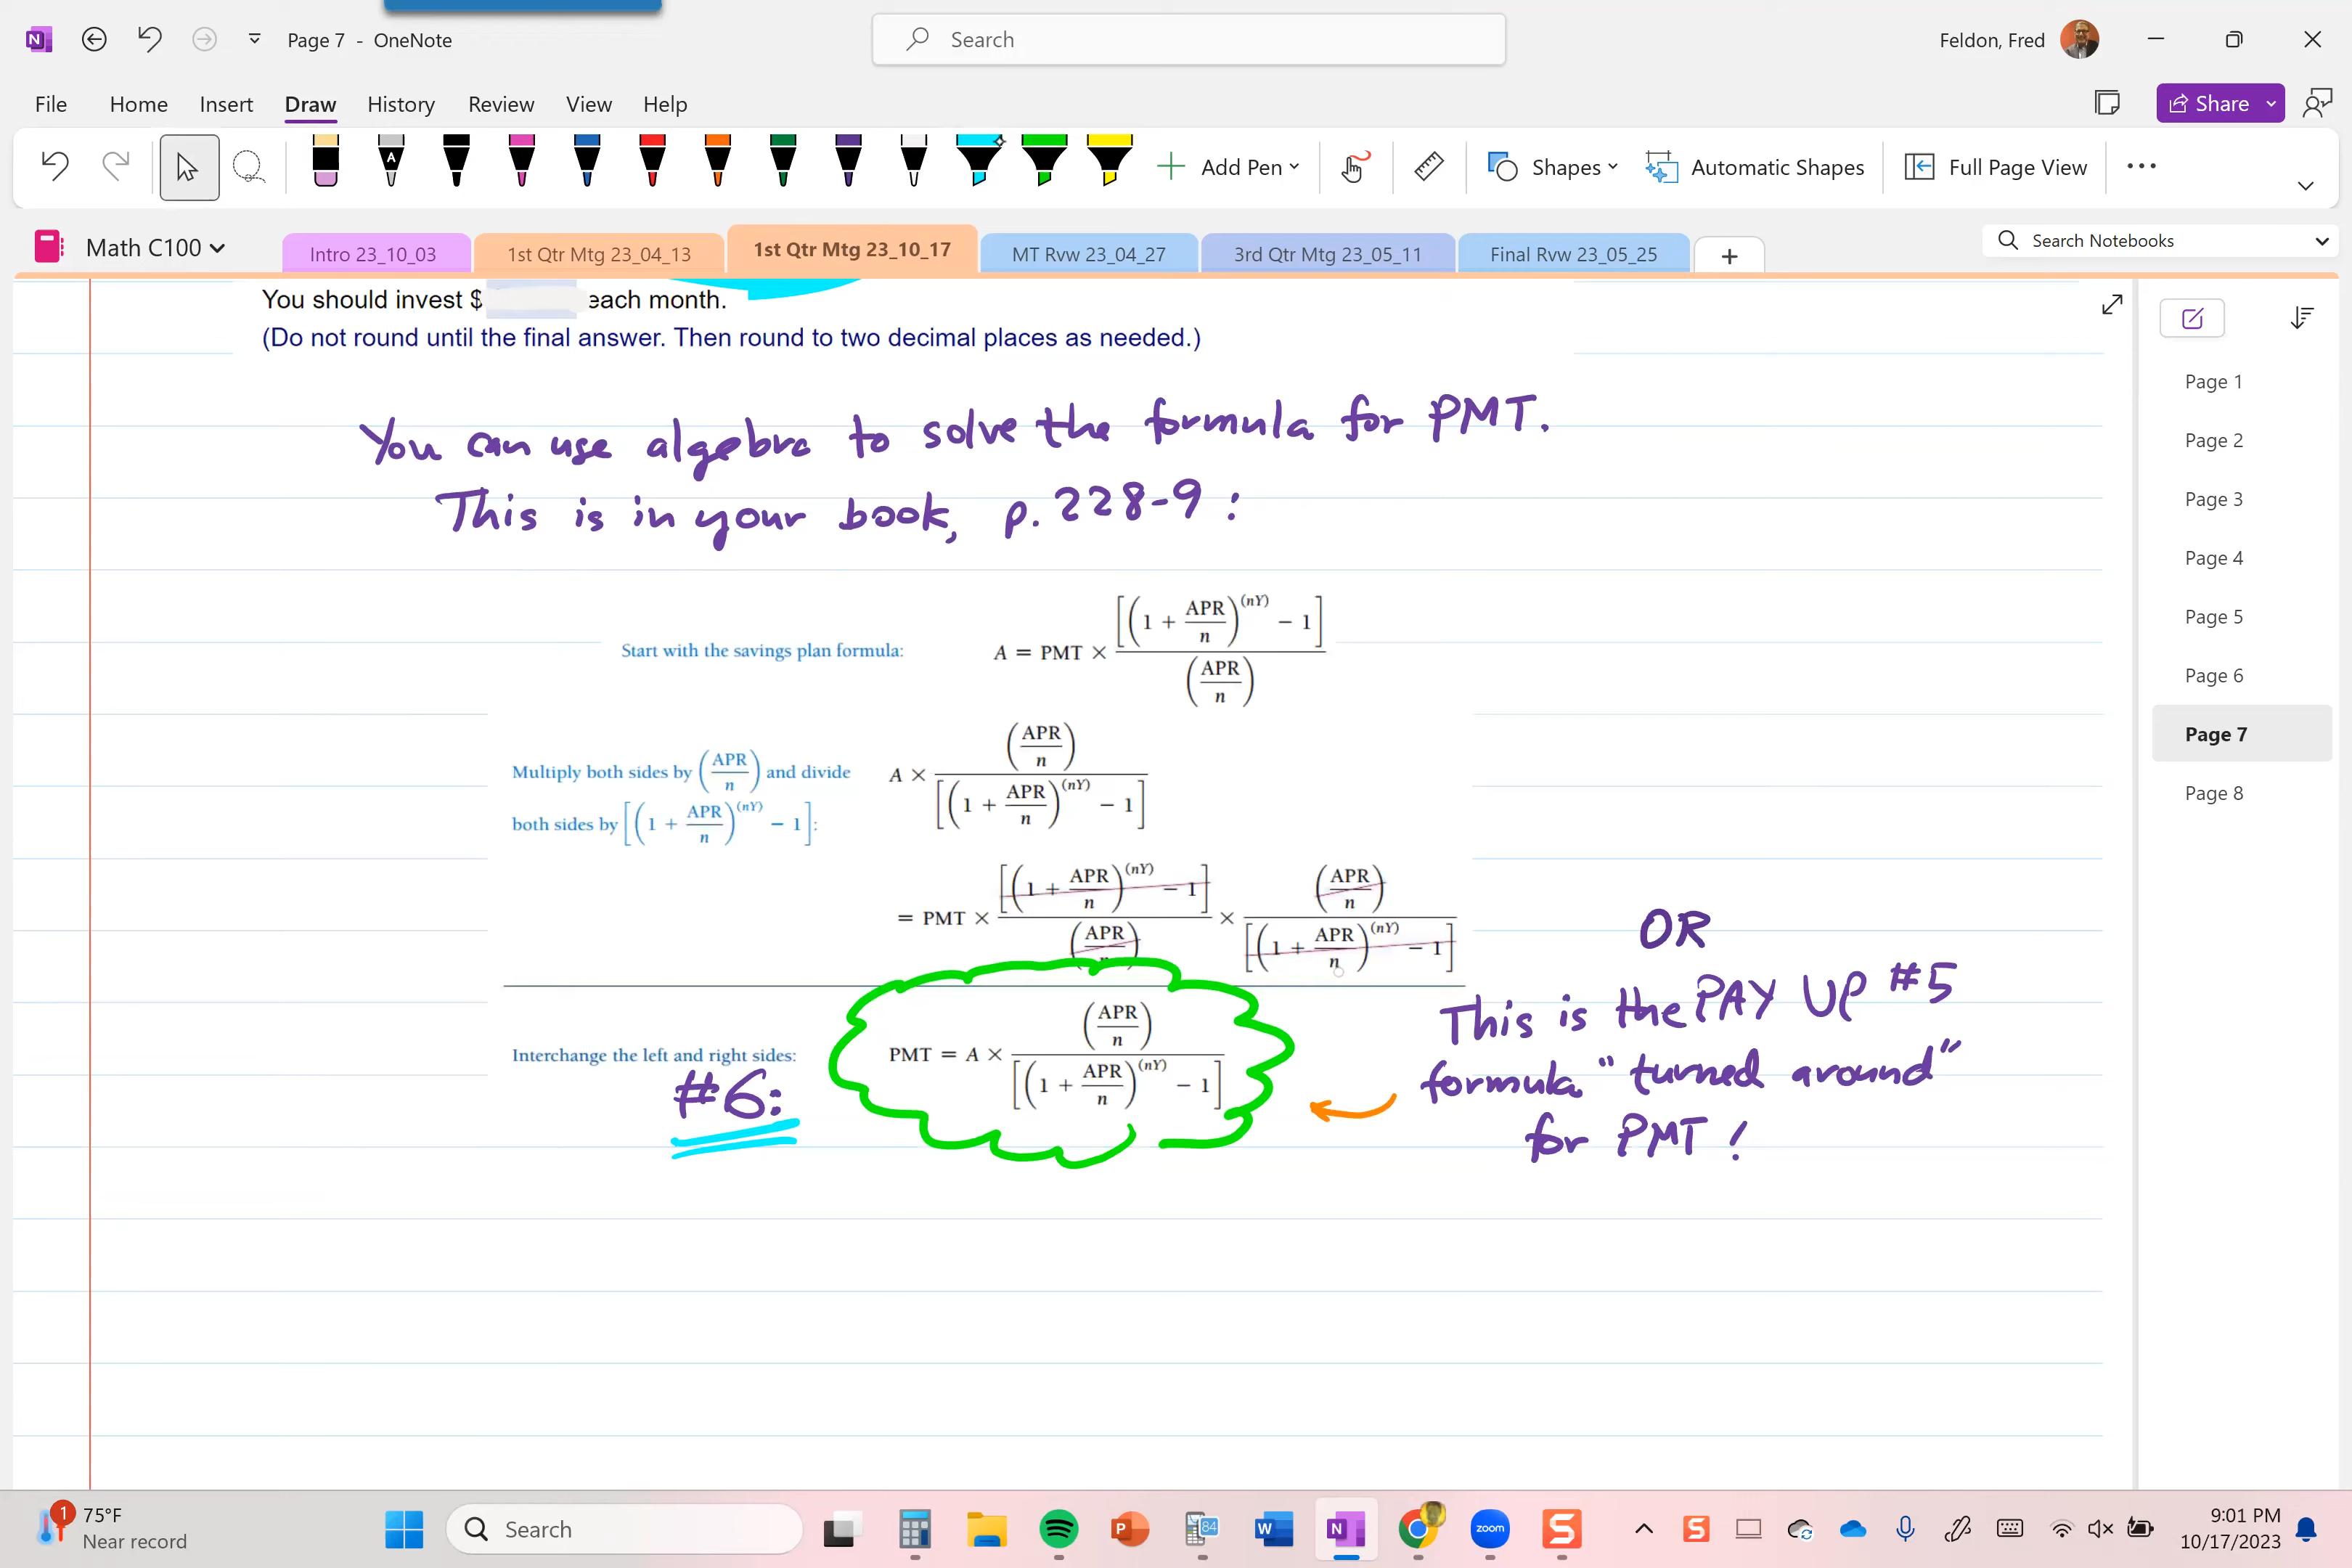 Page 7 - OneNote
Search
Feldon, Fred
File Home Insert Draw History Review View Help
Share
A
Add Pen
Shapes
Automatic Shapes
Full Page View
Math C100
Intro 23_10_03
1st Qtr Mtg 23_04_13
1st Qtr Mtg 23_10_17
MT Rvw 23_04_27
3rd Qtr Mtg 23_05_11
Final Rvw 23_05_25
+
Search Notebooks
You should invest $ each month.
(Do not round until the final answer. Then round to two decimal places as needed.)
You can use algebra to solve the formula for PMT.
This is in your book, p. 228-9:
Start with the savings plan formula: A = PMT × [(1 + APR/n)^(nY) − 1] / (APR/n)
Multiply both sides by (APR/n) and divide
both sides by [(1 + APR/n)^(nY) − 1]:
A × (APR/n) / [(1 + APR/n)^(nY) − 1]
= PMT × [(1 + APR/n)^(nY) − 1] / (APR/n) × (APR/n) / [(1 + APR/n)^(nY) − 1]
Interchange the left and right sides: PMT = A × (APR/n) / [(1 + APR/n)^(nY) − 1]
#6:
OR
This is the PAY UP #5
formula "turned around"
for PMT!
Page 1
Page 2
Page 3
Page 4
Page 5
Page 6
Page 7
Page 8
1
75°F
Near record
Search
P
84
W
N
zoom
S
S
9:01 PM
10/17/2023